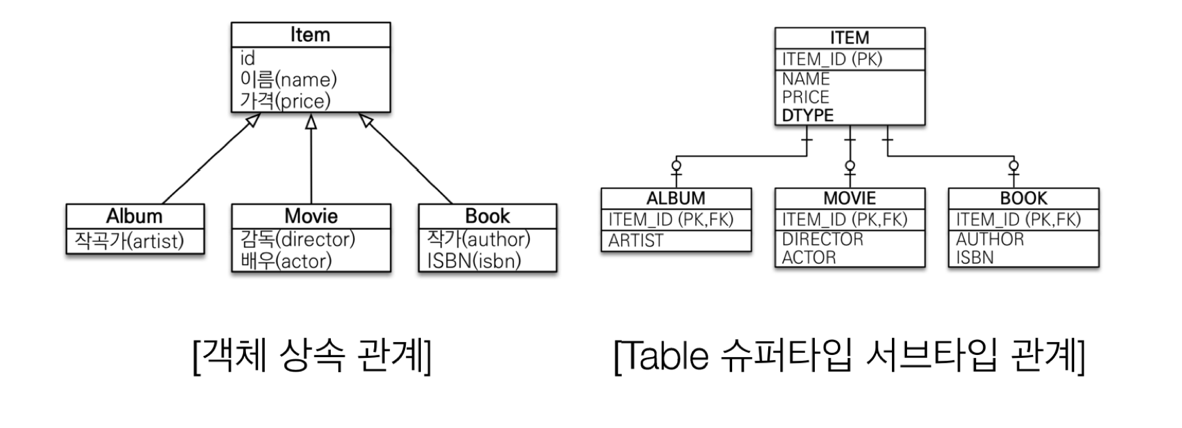 Item
id
이름(name)
가격(price)
Album
작곡가(artist)
Movie
감독(director)
배우(actor)
Book
작가(author)
ISBN(isbn)
[객체 상속 관계]
ITEM
ITEM_ID (PK)
NAME
PRICE
DTYPE
ALBUM
ITEM_ID (PK,FK)
ARTIST
MOVIE
ITEM_ID (PK,FK)
DIRECTOR
ACTOR
BOOK
ITEM_ID (PK,FK)
AUTHOR
ISBN
[Table 슈퍼타입 서브타입 관계]